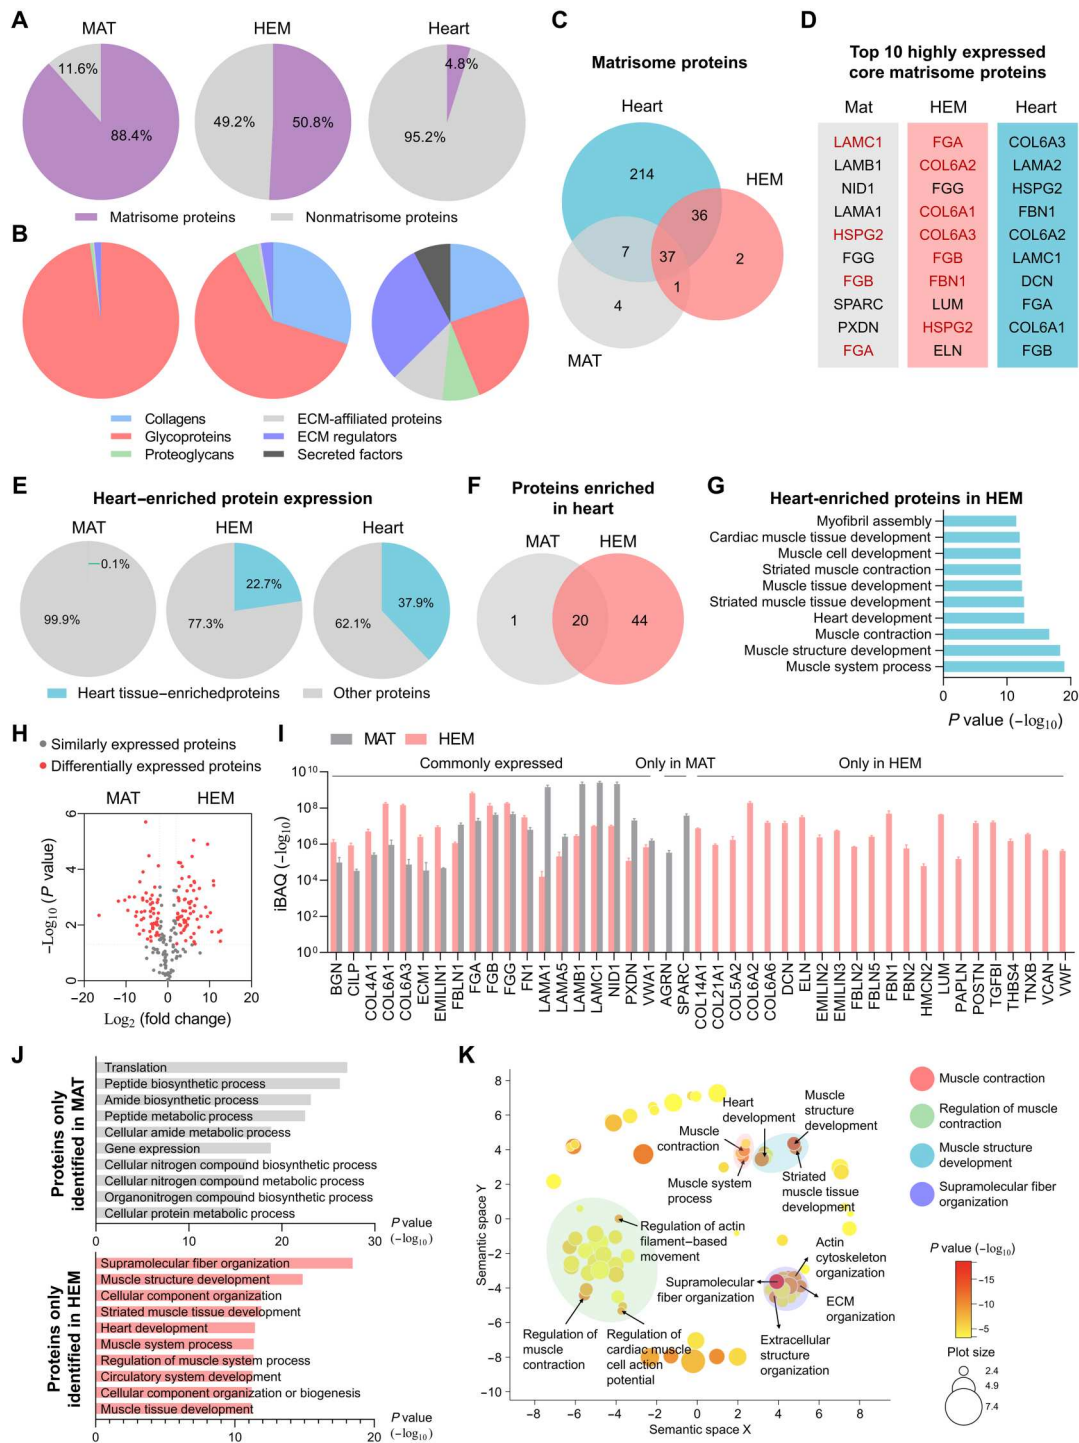 A
MAT
HEM
Heart
11.6%
88.4%
49.2%
50.8%
4.8%
95.2%
Matrisome proteins
Nonmatrisome proteins
B
Collagens
Glycoproteins
Proteoglycans
ECM-affiliated proteins
ECM regulators
Secreted factors
C
Matrisome proteins
Heart
HEM
MAT
214
36
7
37
2
1
4
D
Top 10 highly expressed
core matrisome proteins
Mat
HEM
Heart
LAMC1
FGA
COL6A3
LAMB1
COL6A2
LAMA2
NID1
FGG
HSPG2
LAMA1
COL6A1
FBN1
HSPG2
COL6A3
COL6A2
FGG
FGB
LAMC1
FGB
FBN1
DCN
SPARC
LUM
FGA
PXDN
HSPG2
COL6A1
FGA
ELN
FGB
E
Heart−enriched protein expression
MAT
HEM
Heart
0.1%
99.9%
22.7%
77.3%
37.9%
62.1%
Heart tissue−enrichedproteins
Other proteins
F
Proteins enriched
in heart
MAT
HEM
1
20
44
G
Heart-enriched proteins in HEM
Myofibril assembly
Cardiac muscle tissue development
Muscle cell development
Striated muscle contraction
Muscle tissue development
Striated muscle tissue development
Heart development
Muscle contraction
Muscle structure development
Muscle system process
0
10
20
P value (−log10)
H
Similarly expressed proteins
Differentially expressed proteins
MAT
HEM
6
4
2
0
−Log10 (P value)
−20
−10
0
10
20
Log2 (fold change)
I
MAT
HEM
Commonly expressed
Only in MAT
Only in HEM
iBAQ (−log10)
10^10
10^8
10^6
10^4
10^2
10^0
BGN
CILP
COL4A1
COL6A1
COL6A3
ECM1
EMILIN1
FBLN1
FGA
FGB
FGG
FN1
LAMA1
LAMA5
LAMB1
LAMC1
NID1
PXDN
VWA1
AGRN
SPARC
COL14A1
COL21A1
COL5A2
COL6A2
COL6A6
DCN
ELN
EMILIN2
EMILIN3
FBLN2
FBLN5
FBN1
FBN2
HMCN2
LUM
PAPLN
POSTN
TGFBI
THBS4
TNXB
VCAN
VWF
J
Proteins only
identified in MAT
Translation
Peptide biosynthetic process
Amide biosynthetic process
Peptide metabolic process
Cellular amide metabolic process
Gene expression
Cellular nitrogen compound biosynthetic process
Cellular nitrogen compound metabolic process
Organonitrogen compound biosynthetic process
Cellular protein metabolic process
0
10
20
30
P value
(−log10)
Proteins only
identified in HEM
Supramolecular fiber organization
Muscle structure development
Cellular component organization
Striated muscle tissue development
Heart development
Muscle system process
Regulation of muscle system process
Circulatory system development
Cellular component organization or biogenesis
Muscle tissue development
0
10
20
P value
(−log10)
K
Semantic space Y
8
6
4
2
0
−2
−4
−6
−8
−10
−8
−6
−4
−2
0
2
4
6
8
Semantic space X
Heart
development
Muscle
structure
development
Muscle
contraction
Muscle system
process
Striated
muscle tissue
development
Regulation of actin
filament−based
movement
Actin
cytoskeleton
organization
Supramolecular
fiber organization
ECM
organization
Regulation of
muscle
contraction
Regulation of
cardiac muscle
cell action
potential
Extracellular
structure
organization
Muscle contraction
Regulation of muscle
contraction
Muscle structure
development
Supramolecular fiber
organization
P value (−log10)
−15
−10
−5
Plot size
2.4
4.9
7.4